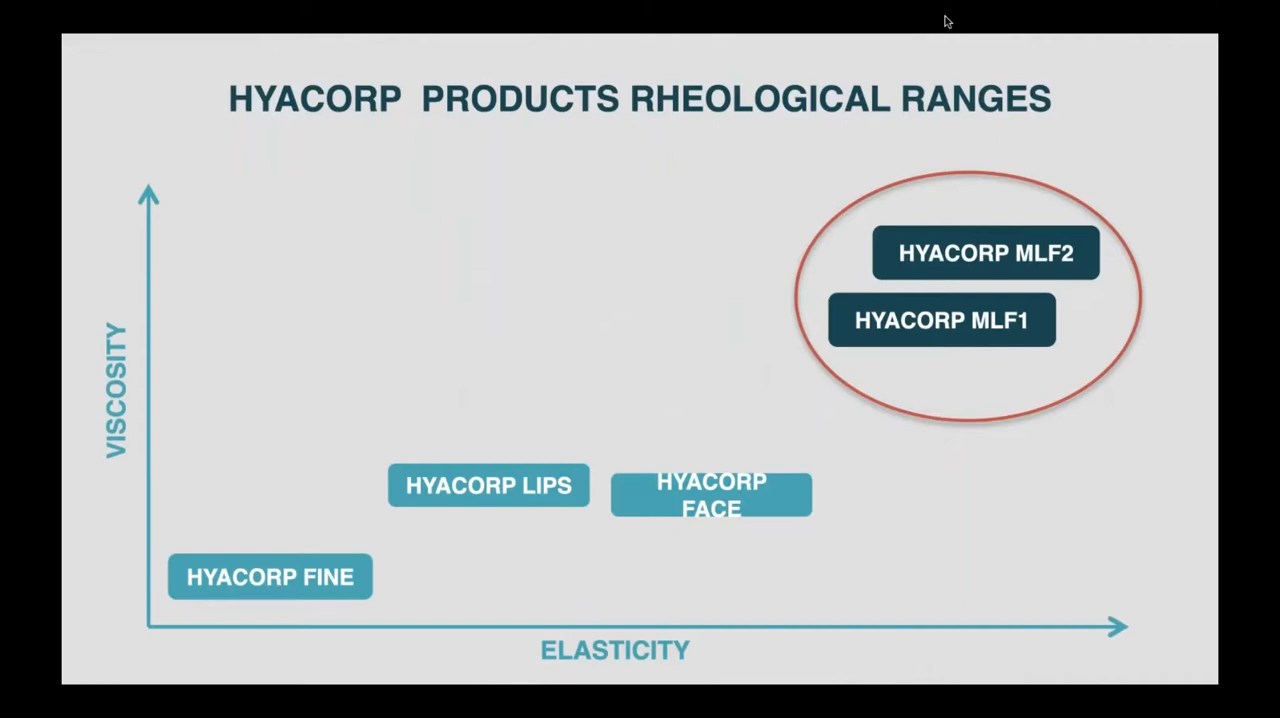 HYACORP PRODUCTS RHEOLOGICAL RANGES
HYACORP MLF2
HYACORP MLF1
VISCOSITY
HYACORP LIPS
HYACORP
FACE
HYACORP FINE
ELASTICITY